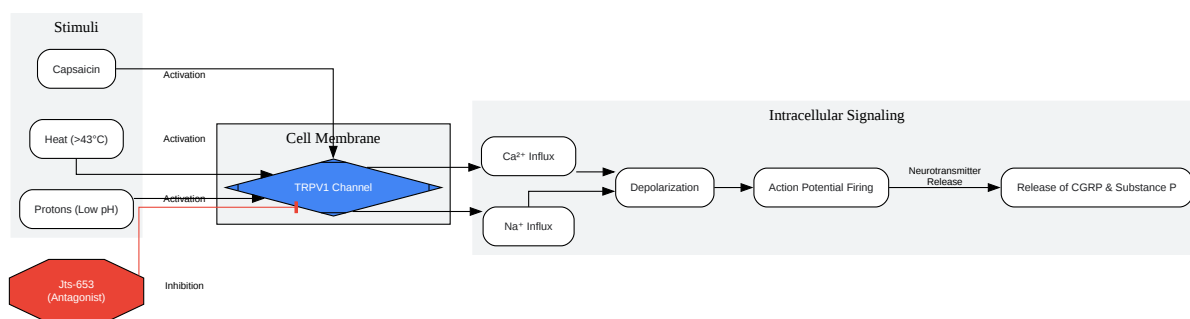 Stimuli
Capsaicin
Activation
Heat (>43°C)
Activation
Protons (Low pH)
Activation
Jts-653
(Antagonist)
Inhibition
Cell Membrane
TRPV1 Channel
Intracellular Signaling
Ca²⁺ Influx
Na⁺ Influx
Depolarization
Action Potential Firing
Neurotransmitter
Release
Release of CGRP & Substance P